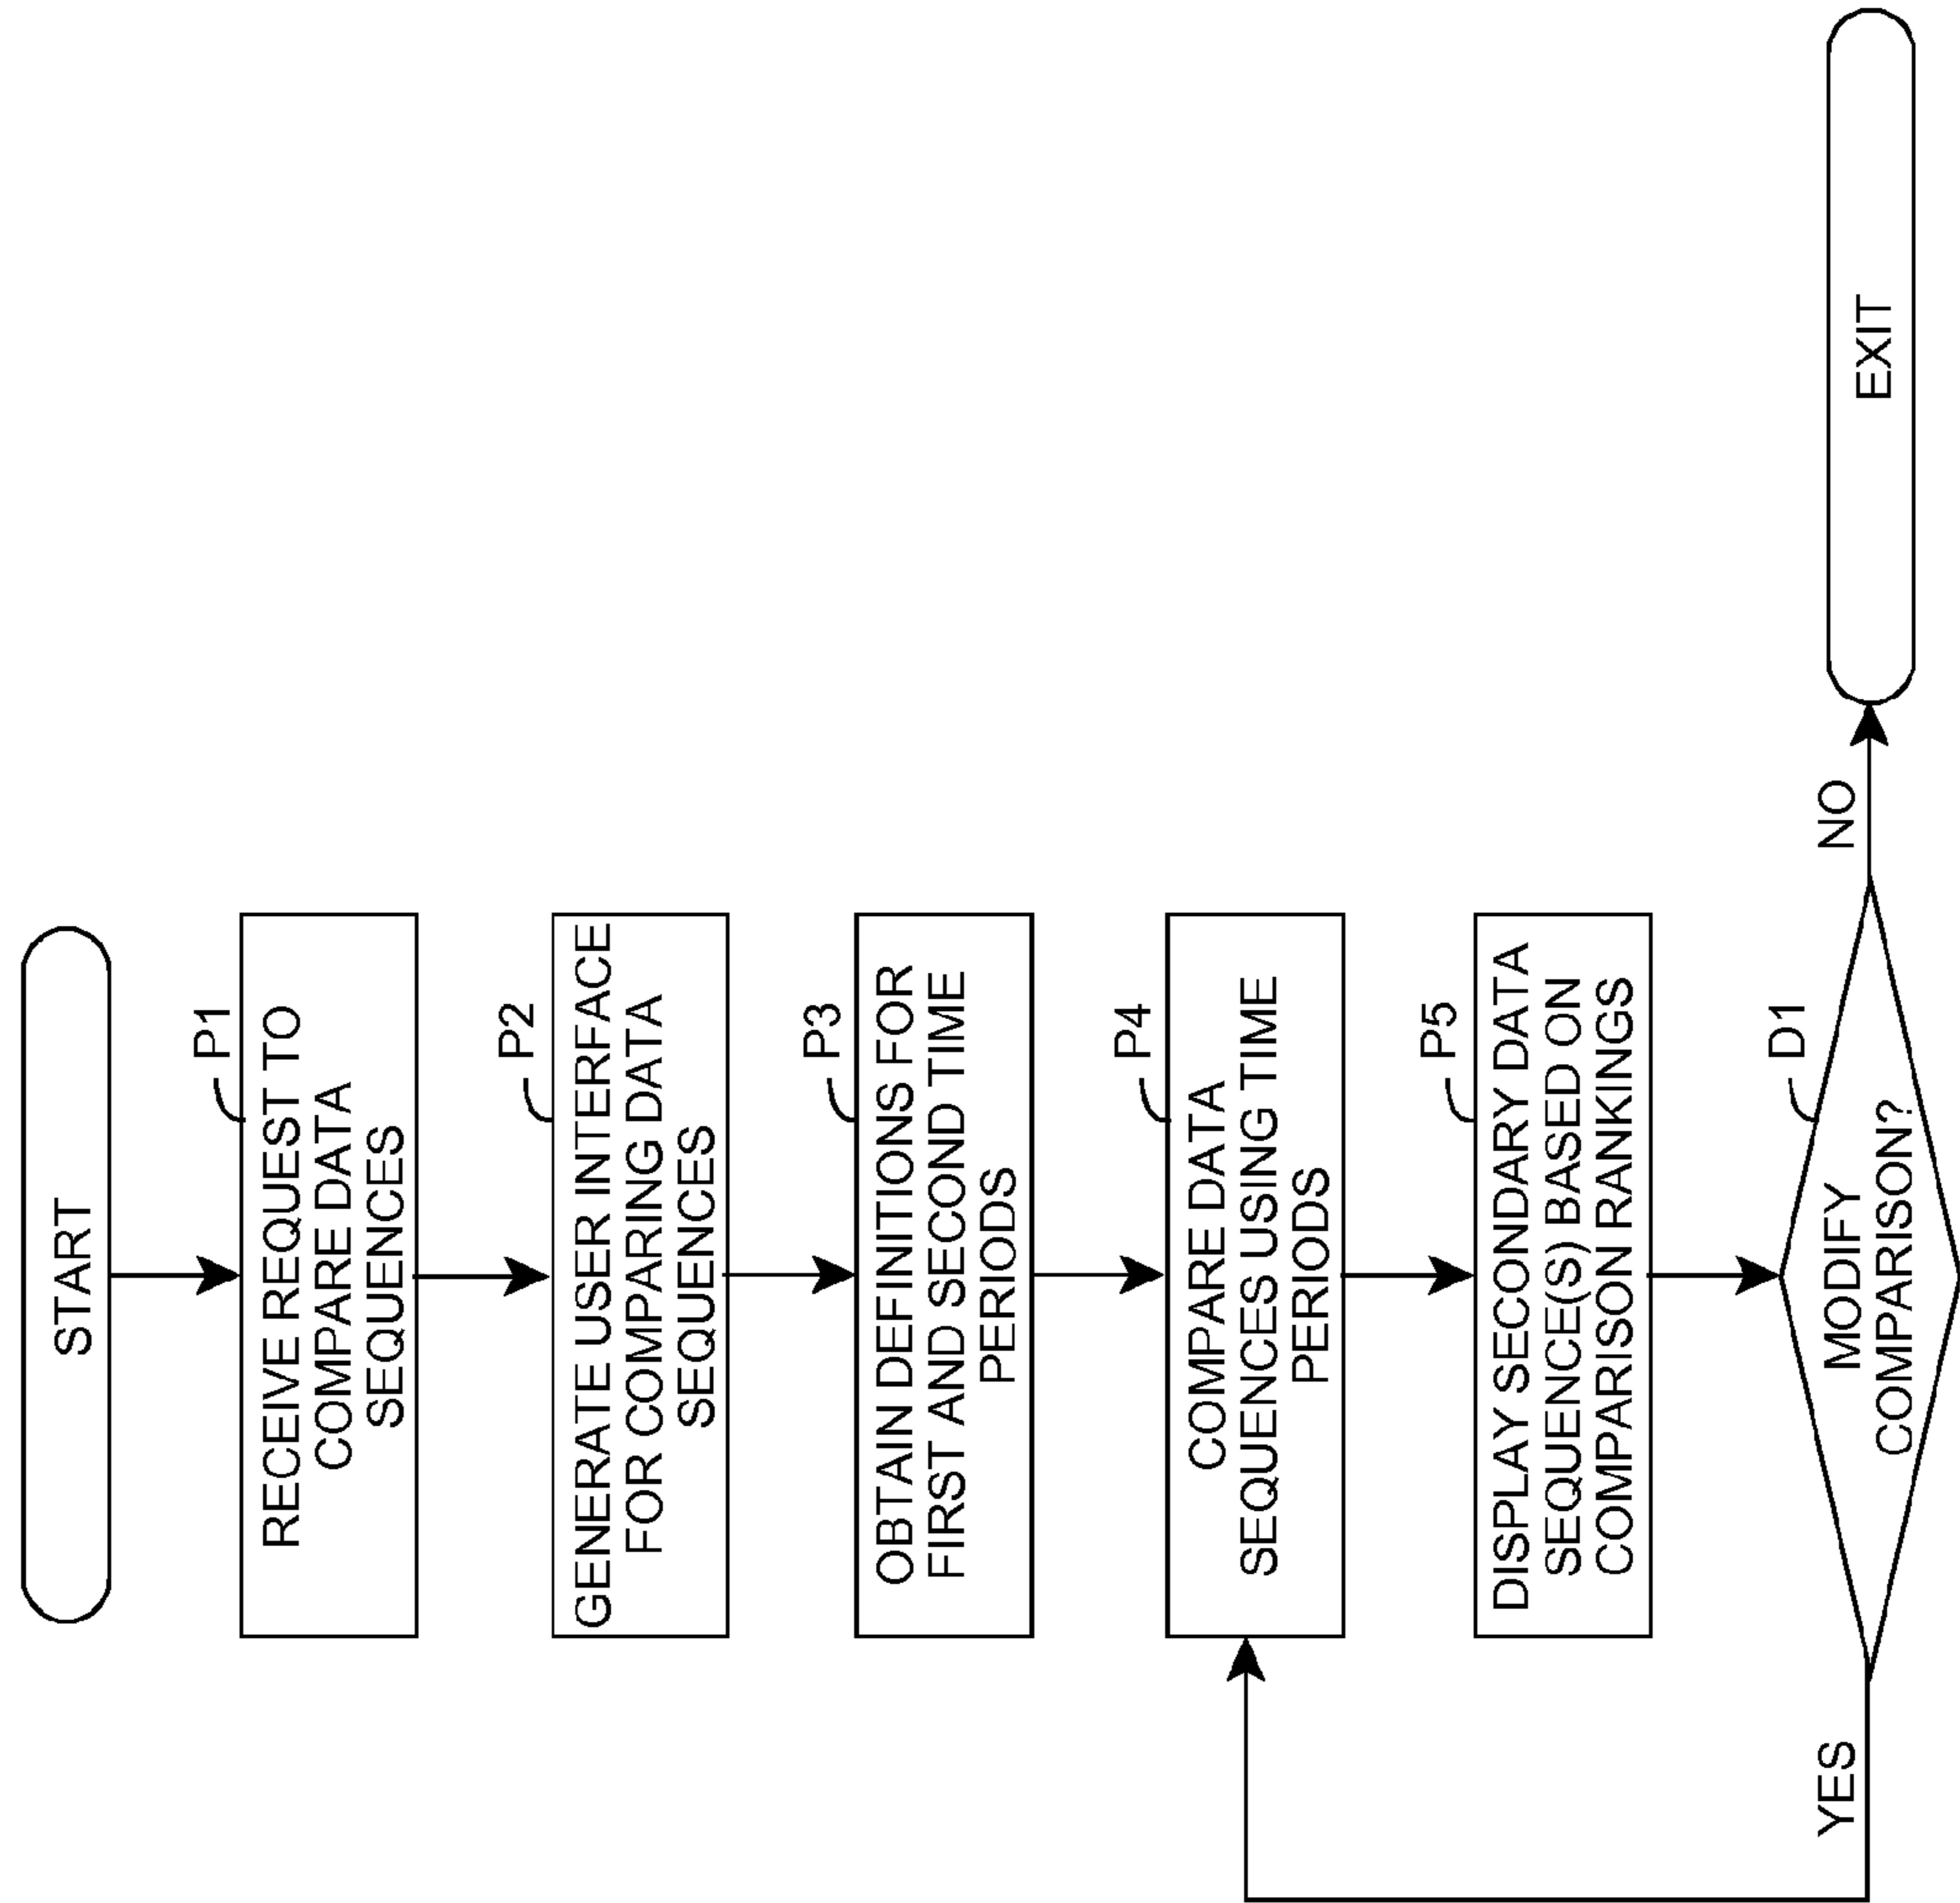 START
P1
RECEIVE REQUEST TO
COMPARE DATA
SEQUENCES
P2
GENERATE USER INTERFACE
FOR COMPARING DATA
SEQUENCES
P3
OBTAIN DEFINITIONS FOR
FIRST AND SECOND TIME
PERIODS
P4
COMPARE DATA
SEQUENCES USING TIME
PERIODS
P5
DISPLAY SECONDARY DATA
SEQUENCE(S) BASED ON
COMPARISON RANKINGS
D1
MODIFY
COMPARISON?
YES
NO
EXIT